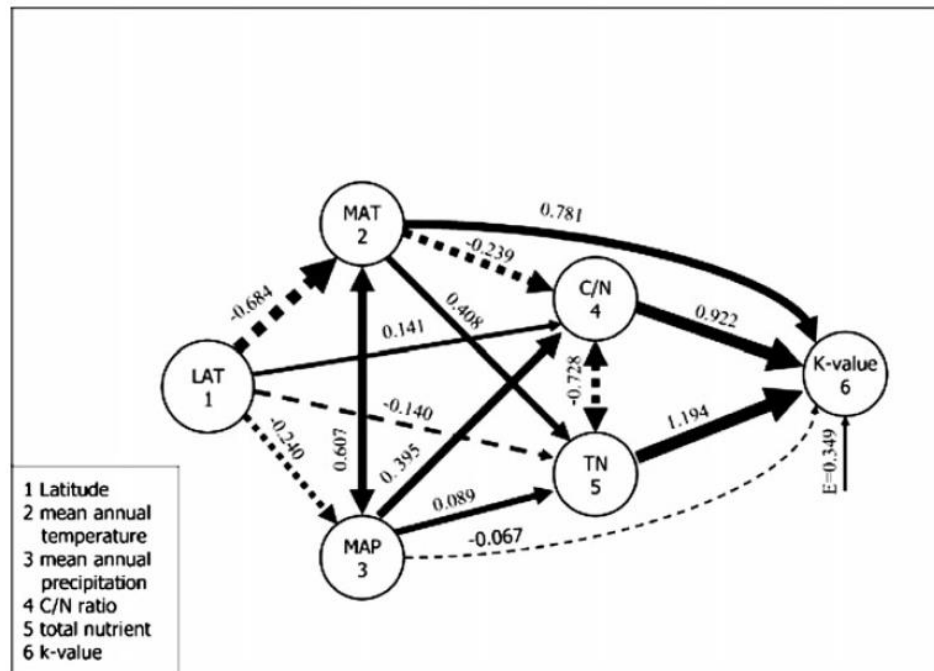 MAT
2
0.781
-0.239
C/N
4
-0.684
0.408
0.922
0.141
K-value
6
LAT
1
-0.728
-0.140
-0.240
0.607
0.395
1.194
TN
5
E=0.349
0.089
-0.067
MAP
3
1 Latitude
2 mean annual
temperature
3 mean annual
precipitation
4 C/N ratio
5 total nutrient
6 k-value